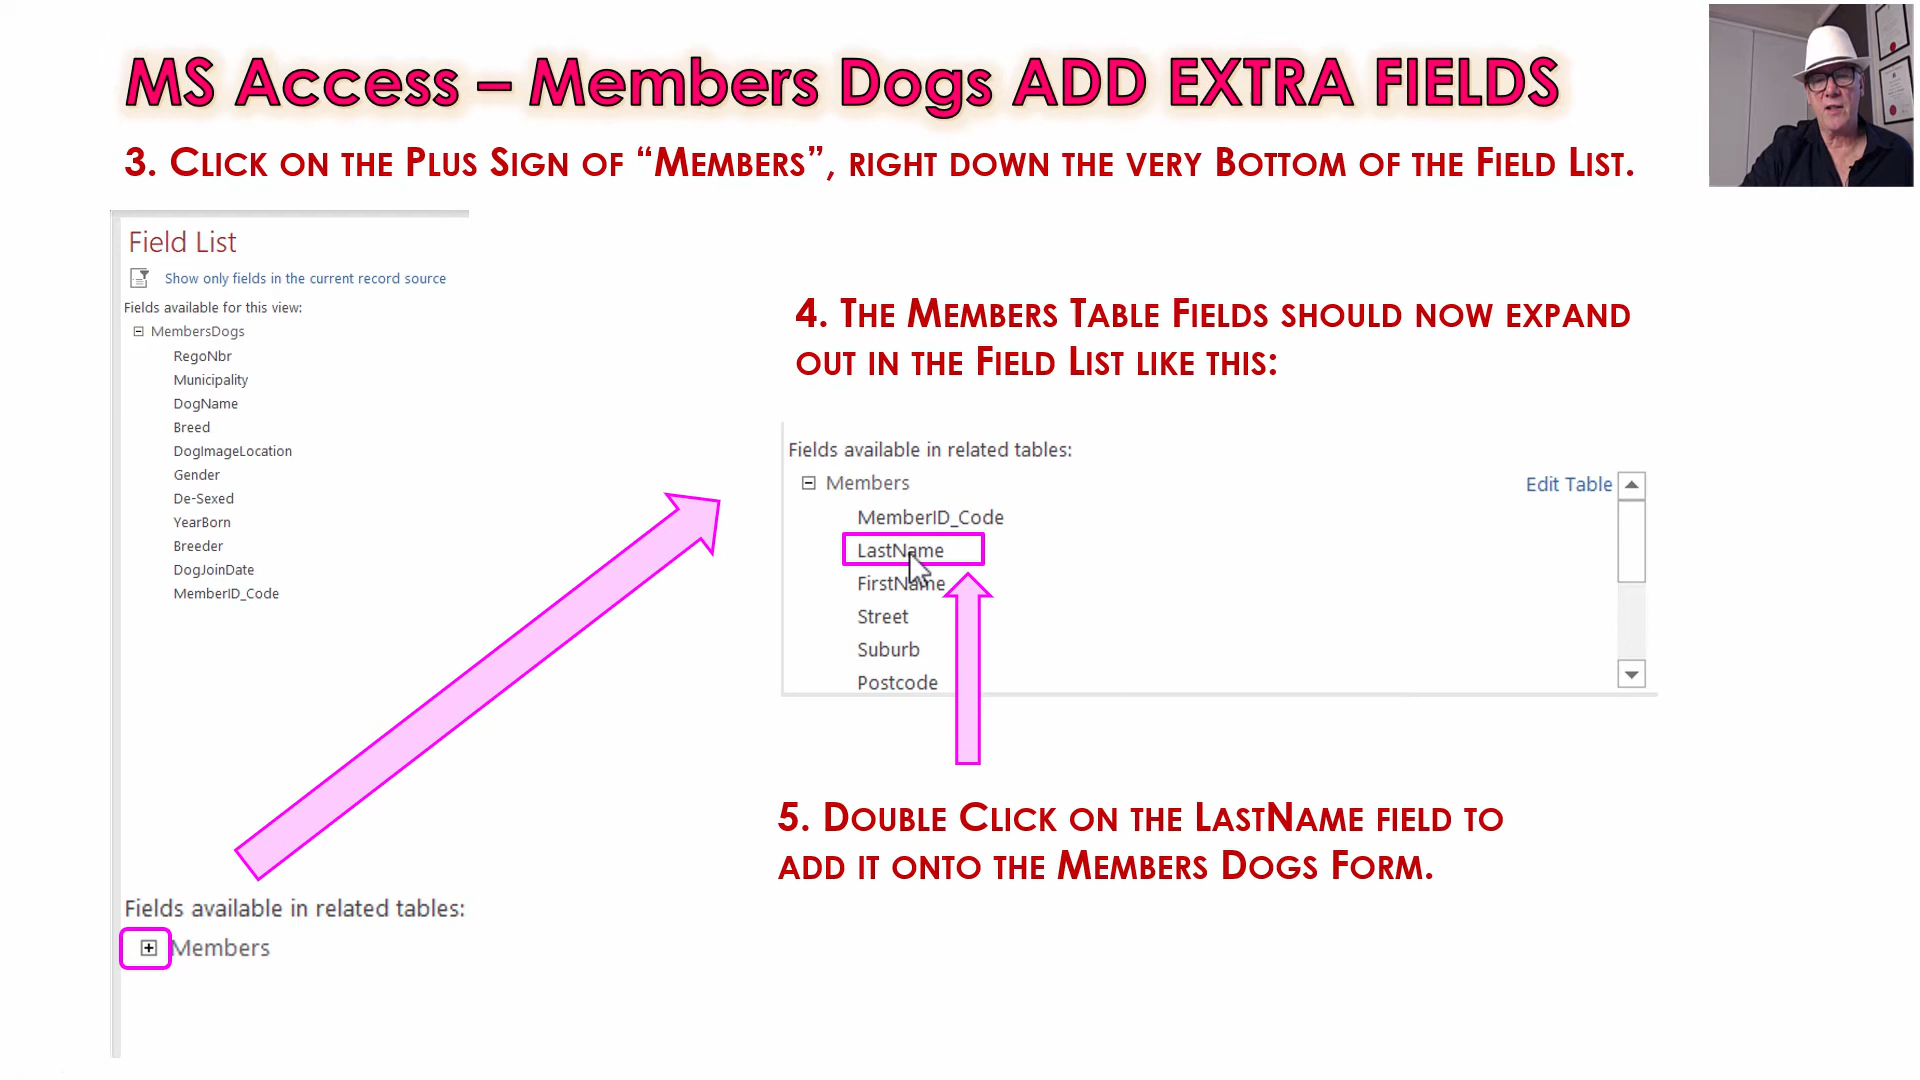 MS Access – Members Dogs ADD EXTRA FIELDS
3. Click on the Plus Sign of “Members”, right down the very Bottom of the Field List.
Field List
Show only fields in the current record source
Fields available for this view:
MembersDogs
RegoNbr
Municipality
DogName
Breed
DogImageLocation
Gender
De-Sexed
YearBorn
Breeder
DogJoinDate
MemberID_Code
Fields available in related tables:
Members
4. The Members Table Fields should now expand
out in the Field List like this:
Fields available in related tables:
Members
Edit Table
MemberID_Code
LastName
FirstName
Street
Suburb
Postcode
5. Double Click on the LastName field to
add it onto the Members Dogs Form.